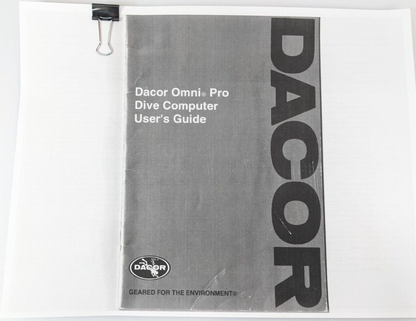 Dacor Omni® Pro
Dive Computer
User's Guide
DACOR
DACOR
GEARED FOR THE ENVIRONMENT®